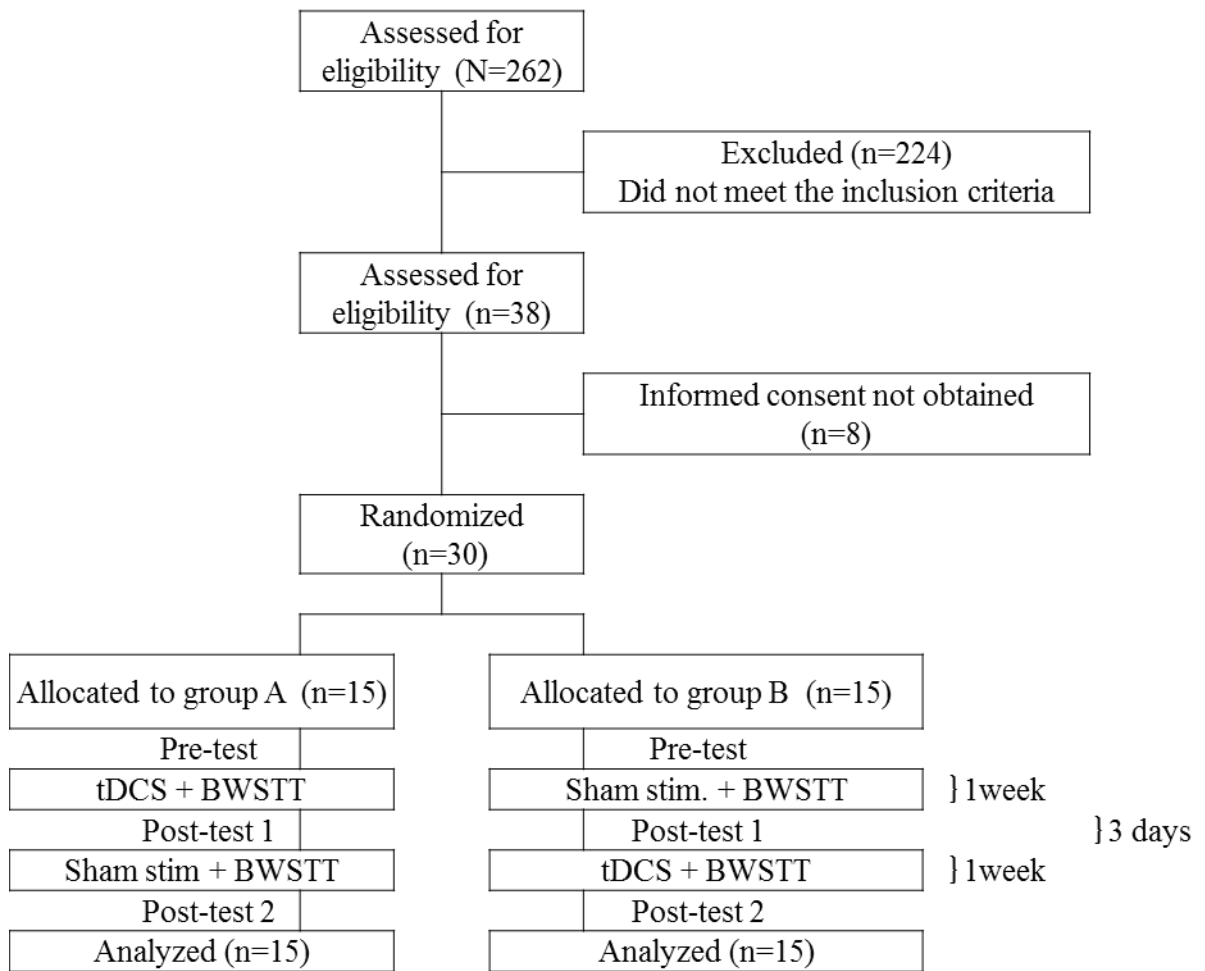 Assessed for
eligibility (N=262)
Excluded (n=224)
Did not meet the inclusion criteria
Assessed for
eligibility (n=38)
Informed consent not obtained
(n=8)
Randomized
(n=30)
Allocated to group A (n=15)
Allocated to group B (n=15)
Pre-test
Pre-test
tDCS + BWSTT
Sham stim. + BWSTT
}1week
Post-test 1
Post-test 1
}3 days
Sham stim + BWSTT
tDCS + BWSTT
}1week
Post-test 2
Post-test 2
Analyzed (n=15)
Analyzed (n=15)